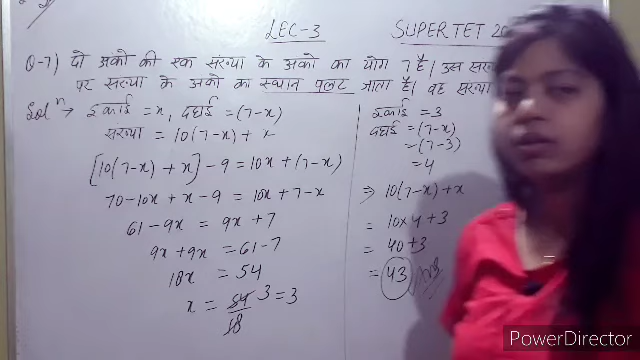 LEC-3
SUPERTET 20
Q-7) दो अंको की एक संख्या के अंको का योग 7 है। उस
पर संख्या के अंको का स्थान पलट जाता है। वह संख्या
Solⁿ → इकाई = x, दहाई = (7-x)
संख्या = 10(7-x) + x
[10(7-x) + x] - 9 = 10x + (7-x)
70 - 10x + x - 9 = 10x + 7 - x
61 - 9x = 9x + 7
9x + 9x = 61 - 7
18x = 54
x = 54/18 3 = 3
इकाई = 3
दहाई = (7-x)
= (7-3)
= 4
⇒ 10(7-x) + x
= 10×4 + 3
= 40 + 3
= 43 Ans
PowerDirector